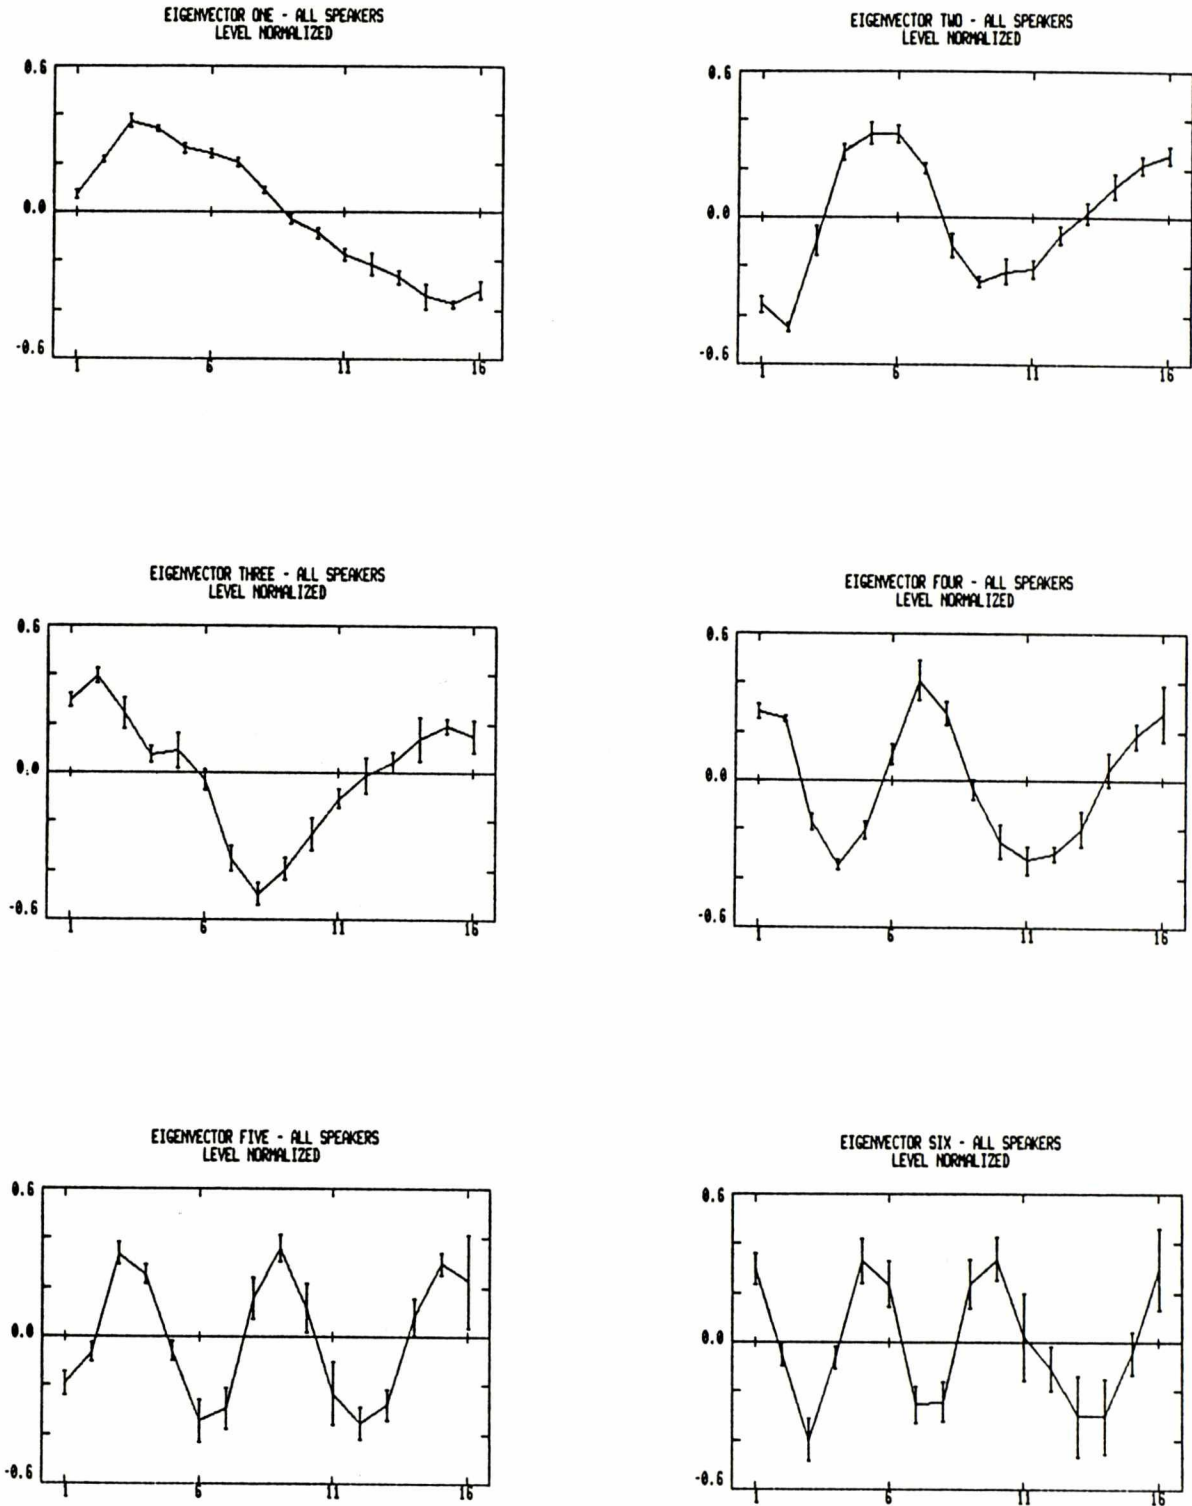 EIGENVECTOR ONE - ALL SPEAKERS
LEVEL NORMALIZED
0.6
0.0
-0.6
1 6 11 16
EIGENVECTOR TWO - ALL SPEAKERS
LEVEL NORMALIZED
0.6
0.0
-0.6
1 6 11 16
EIGENVECTOR THREE - ALL SPEAKERS
LEVEL NORMALIZED
0.6
0.0
-0.6
1 6 11 16
EIGENVECTOR FOUR - ALL SPEAKERS
LEVEL NORMALIZED
0.6
0.0
-0.6
1 6 11 16
EIGENVECTOR FIVE - ALL SPEAKERS
LEVEL NORMALIZED
0.6
0.0
-0.6
1 6 11 16
EIGENVECTOR SIX - ALL SPEAKERS
LEVEL NORMALIZED
0.6
0.0
-0.6
1 6 11 16